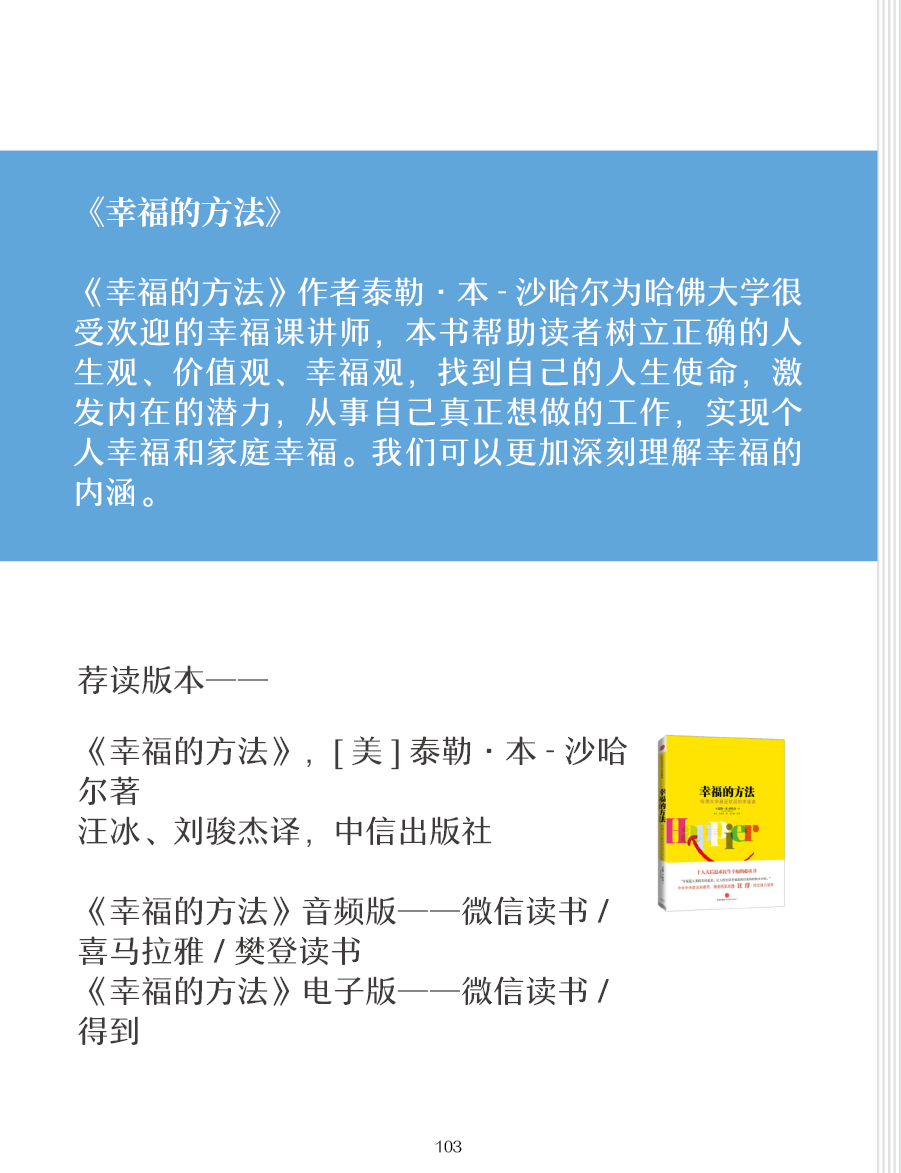 《幸福的方法》
《幸福的方法》作者泰勒·本-沙哈尔为哈佛大学很
受欢迎的幸福课讲师，本书帮助读者树立正确的人
生观、价值观、幸福观，找到自己的人生使命，激
发内在的潜力，从事自己真正想做的工作，实现个
人幸福和家庭幸福。我们可以更加深刻理解幸福的
内涵。
荐读版本——
《幸福的方法》，[美]泰勒·本-沙哈
尔著
汪冰、刘骏杰译，中信出版社
《幸福的方法》音频版——微信读书/
喜马拉雅/樊登读书
《幸福的方法》电子版——微信读书/
得到
幸福的方法
幸福的方法
Happier
103